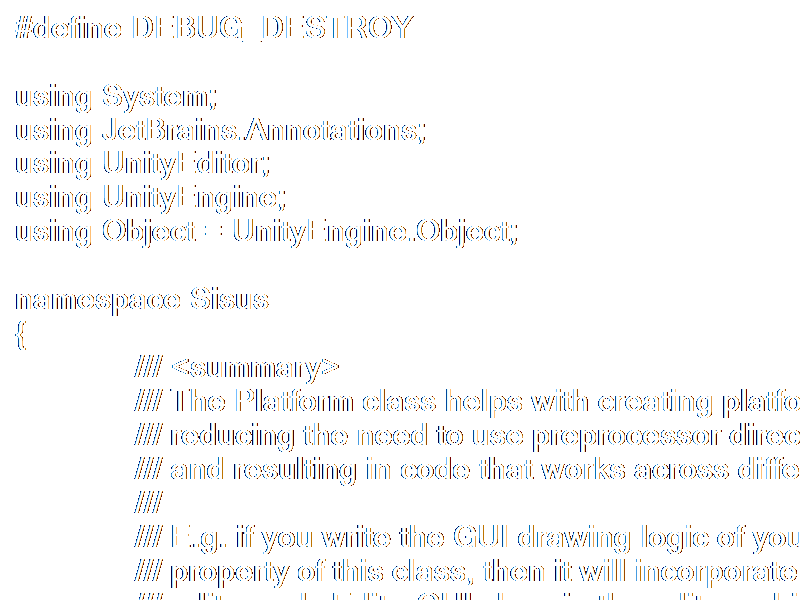 #define DEBUG_DESTROY
using System;
using JetBrains.Annotations;
using UnityEditor;
using UnityEngine;
using Object = UnityEngine.Object;
namespace Sisus
{
/// <summary>
/// The Platform class helps with creating platfo
/// reducing the need to use preprocessor direc
/// and resulting in code that works across diffe
///
/// E.g. if you write the GUI drawing logic of you
/// property of this class, then it will incorporate